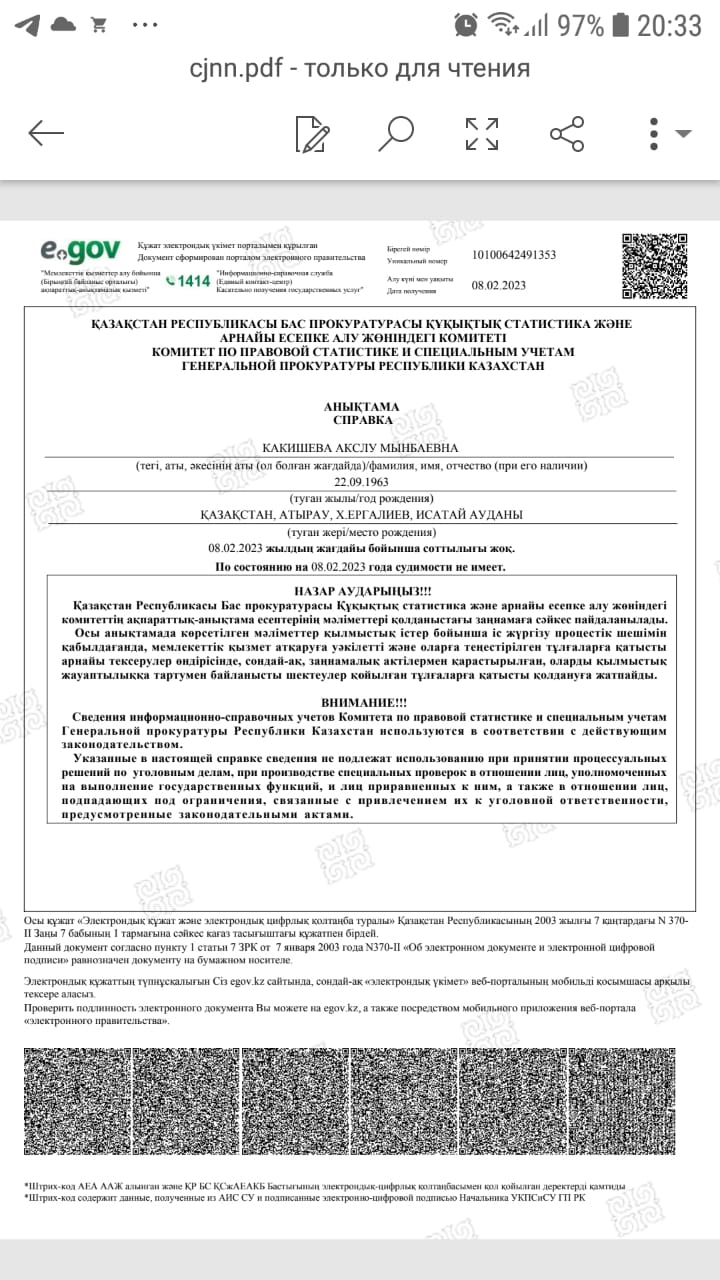 97% 20:33
cjnn.pdf - только для чтения
e.gov
Құжат электрондық үкімет порталымен құрылған
Документ сформирован порталом электронного правительства
"Мемлекеттік қызметтер алу бойынша
(Бірыңғай байланыс орталығы)
ақпараттық-анықтамалық қызметі"
1414
"Информационно-справочная служба
(Единый контакт-центр)
Касательно получения государственных услуг"
Бірегей нөмір
Уникальный номер
10100642491353
Алу күні мен уақыты
Дата получения
08.02.2023
ҚАЗАҚСТАН РЕСПУБЛИКАСЫ БАС ПРОКУРАТУРАСЫ ҚҰҚЫҚТЫҚ СТАТИСТИКА ЖӘНЕ
АРНАЙЫ ЕСЕПКЕ АЛУ ЖӨНІНДЕГІ КОМИТЕТІ
КОМИТЕТ ПО ПРАВОВОЙ СТАТИСТИКЕ И СПЕЦИАЛЬНЫМ УЧЕТАМ
ГЕНЕРАЛЬНОЙ ПРОКУРАТУРЫ РЕСПУБЛИКИ КАЗАХСТАН
АНЫҚТАМА
СПРАВКА
КАКИШЕВА АКСЛУ МЫНБАЕВНА
(тегі, аты, әкесінің аты (ол болған жағдайда)/фамилия, имя, отчество (при его наличии)
22.09.1963
(туған жылы/год рождения)
ҚАЗАҚСТАН, АТЫРАУ, Х.ЕРГАЛИЕВ, ИСАТАЙ АУДАНЫ
(туған жері/место рождения)
08.02.2023 жылдың жағдайы бойынша соттылығы жоқ.
По состоянию на 08.02.2023 года судимости не имеет.
НАЗАР АУДАРЫҢЫЗ!!!
Қазақстан Республикасы Бас прокуратурасы Құқықтық статистика және арнайы есепке алу жөніндегі
комитеттің ақпараттық-анықтама есептерінің мәліметтері қолданыстағы заңнамаға сәйкес пайдаланылады.
Осы анықтамада көрсетілген мәліметтер қылмыстық істер бойынша іс жүргізу процестік шешімін
қабылдағанда, мемлекеттік қызмет атқаруға уәкілетті және оларға теңестірілген тұлғаларға қатысты
арнайы тексерулер өндірісінде, сондай-ақ, заңнамалық актілермен қарастырылған, оларды қылмыстық
жауаптылыққа тартумен байланысты шектеулер қойылған тұлғаларға қатысты қолдануға жатпайды.
ВНИМАНИЕ!!!
Сведения информационно-справочных учетов Комитета по правовой статистике и специальным учетам
Генеральной прокуратуры Республики Казахстан используются в соответствии с действующим
законодательством.
Указанные в настоящей справке сведения не подлежат использованию при принятии процессуальных
решений по уголовным делам, при производстве специальных проверок в отношении лиц, уполномоченных
на выполнение государственных функций, и лиц приравненных к ним, а также в отношении лиц,
подпадающих под ограничения, связанные с привлечением их к уголовной ответственности,
предусмотренные законодательными актами.
Осы құжат «Электрондық құжат және электрондық цифрлық қолтаңба туралы» Қазақстан Республикасының 2003 жылғы 7 қаңтардағы N 370-
II Заңы 7 бабының 1 тармағына сәйкес қағаз тасығыштағы құжатпен бірдей.
Данный документ согласно пункту 1 статьи 7 ЗРК от 7 января 2003 года N370-II «Об электронном документе и электронной цифровой
подписи» равнозначен документу на бумажном носителе.
Электрондық құжаттың түпнұсқалығын Сіз egov.kz сайтында, сондай-ақ «электрондық үкімет» веб-порталының мобильді қосымшасы арқылы
тексере аласыз.
Проверить подлинность электронного документа Вы можете на egov.kz, а также посредством мобильного приложения веб-портала
«электронного правительства».
*Штрих-код АЕА ААЖ алынған және ҚР БС ҚСжАЕАКБ Бастығының электрондық-цифрлық қолтаңбасымен қол қойылған деректерді қамтиды
*Штрих-код содержит данные, полученные из АИС СУ и подписанные электронно-цифровой подписью Начальника УКПСиСУ ГП РК